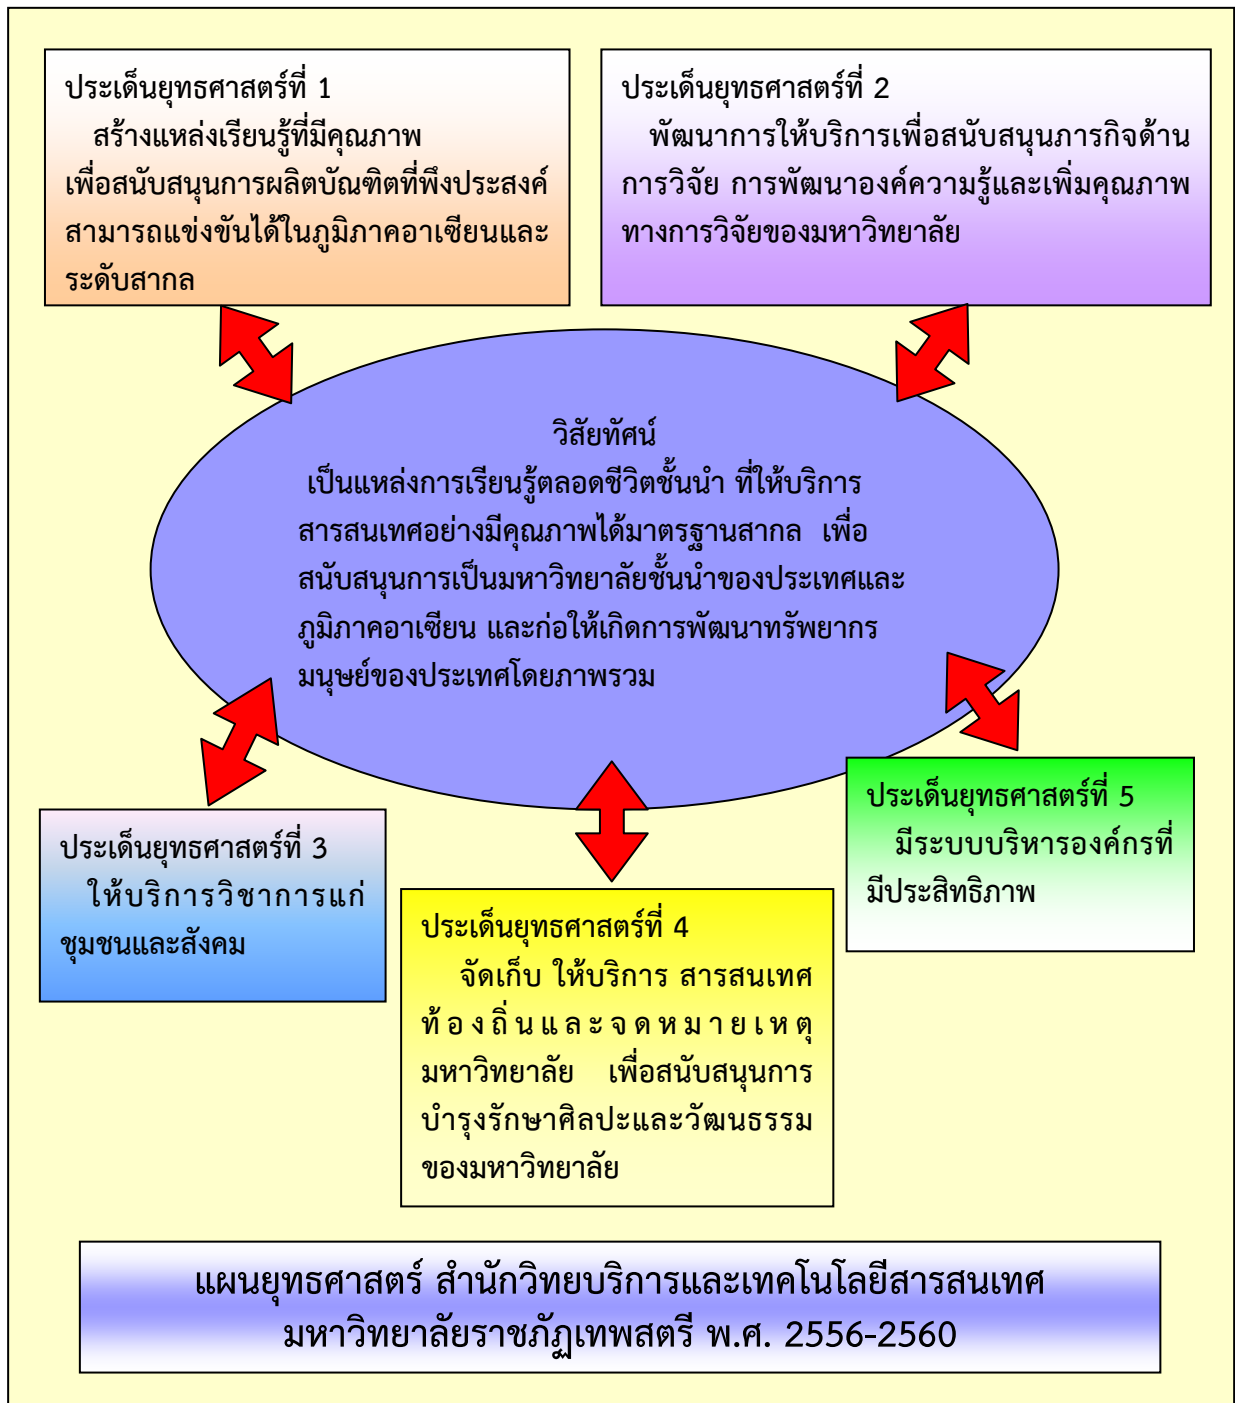 ประเด็นยุทธศาสตร์ที่ 1
สร้างแหล่งเรียนรู้ที่มีคุณภาพ
เพื่อสนับสนุนการผลิตบัณฑิตที่พึงประสงค์
สามารถแข่งขันได้ในภูมิภาคอาเซียนและ
ระดับสากล
ประเด็นยุทธศาสตร์ที่ 2
พัฒนาการให้บริการเพื่อสนับสนุนภารกิจด้าน
การวิจัย การพัฒนาองค์ความรู้และเพิ่มคุณภาพ
ทางการวิจัยของมหาวิทยาลัย
วิสัยทัศน์
เป็นแหล่งการเรียนรู้ตลอดชีวิตชั้นนำ ที่ให้บริการ
สารสนเทศอย่างมีคุณภาพได้มาตรฐานสากล เพื่อ
สนับสนุนการเป็นมหาวิทยาลัยชั้นนำของประเทศและ
ภูมิภาคอาเซียน และก่อให้เกิดการพัฒนาทรัพยากร
มนุษย์ของประเทศโดยภาพรวม
ประเด็นยุทธศาสตร์ที่ 3
ให้บริการวิชาการแก่
ชุมชนและสังคม
ประเด็นยุทธศาสตร์ที่ 4
จัดเก็บ ให้บริการ สารสนเทศ
ท้องถิ่นและจดหมายเหตุ
มหาวิทยาลัย เพื่อสนับสนุนการ
บำรุงรักษาศิลปะและวัฒนธรรม
ของมหาวิทยาลัย
ประเด็นยุทธศาสตร์ที่ 5
มีระบบบริหารองค์กรที่
มีประสิทธิภาพ
แผนยุทธศาสตร์ สำนักวิทยบริการและเทคโนโลยีสารสนเทศ
มหาวิทยาลัยราชภัฏเทพสตรี พ.ศ. 2556-2560